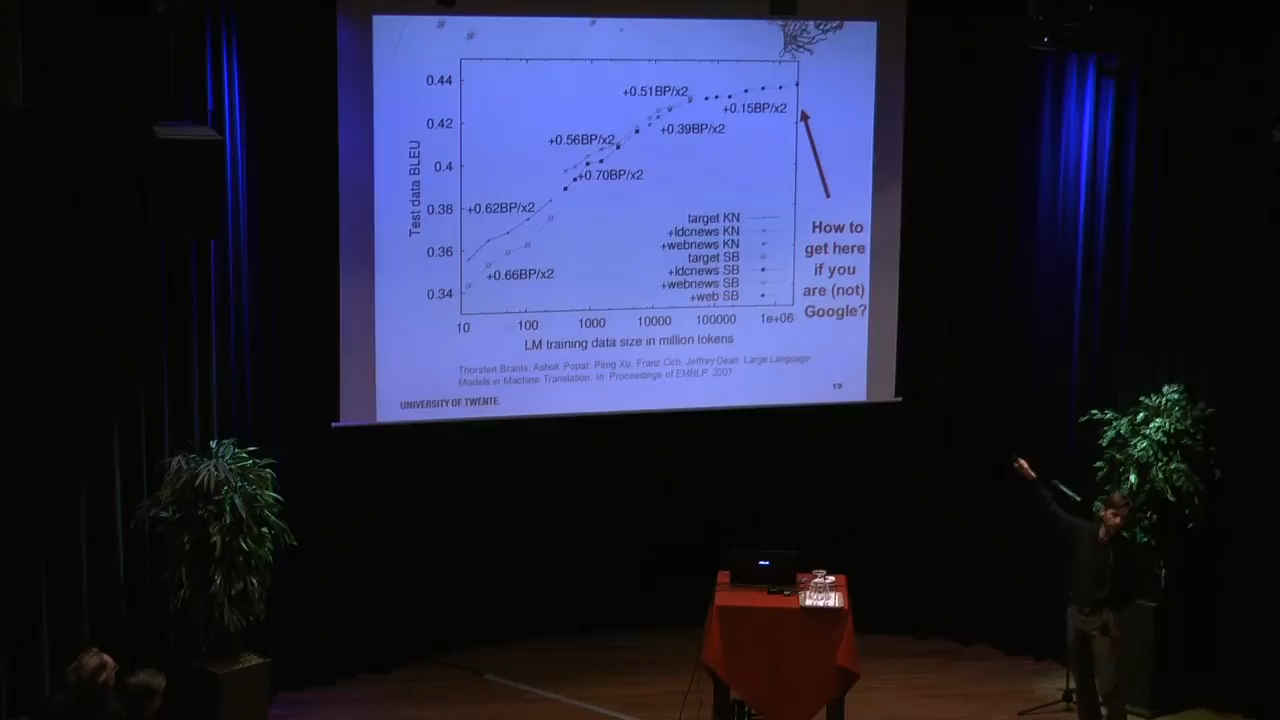 0.44
0.42
0.4
0.38
0.36
0.34
Test data BLEU
+0.51BP/x2
+0.15BP/x2
+0.39BP/x2
+0.56BP/x2
+0.70BP/x2
+0.62BP/x2
+0.66BP/x2
target KN
+ldcnews KN
+webnews KN
target SB
+ldcnews SB
+webnews SB
+web SB
10 100 1000 10000 100000 1e+06
LM training data size in million tokens
How to
get here
if you
are (not)
Google?
Thorsten Brants, Ashok Popat, Peng Xu, Franz Och, Jeffrey Dean. Large Language
Models in Machine Translation. In: Proceedings of EMNLP, 2007
19
UNIVERSITY OF TWENTE.